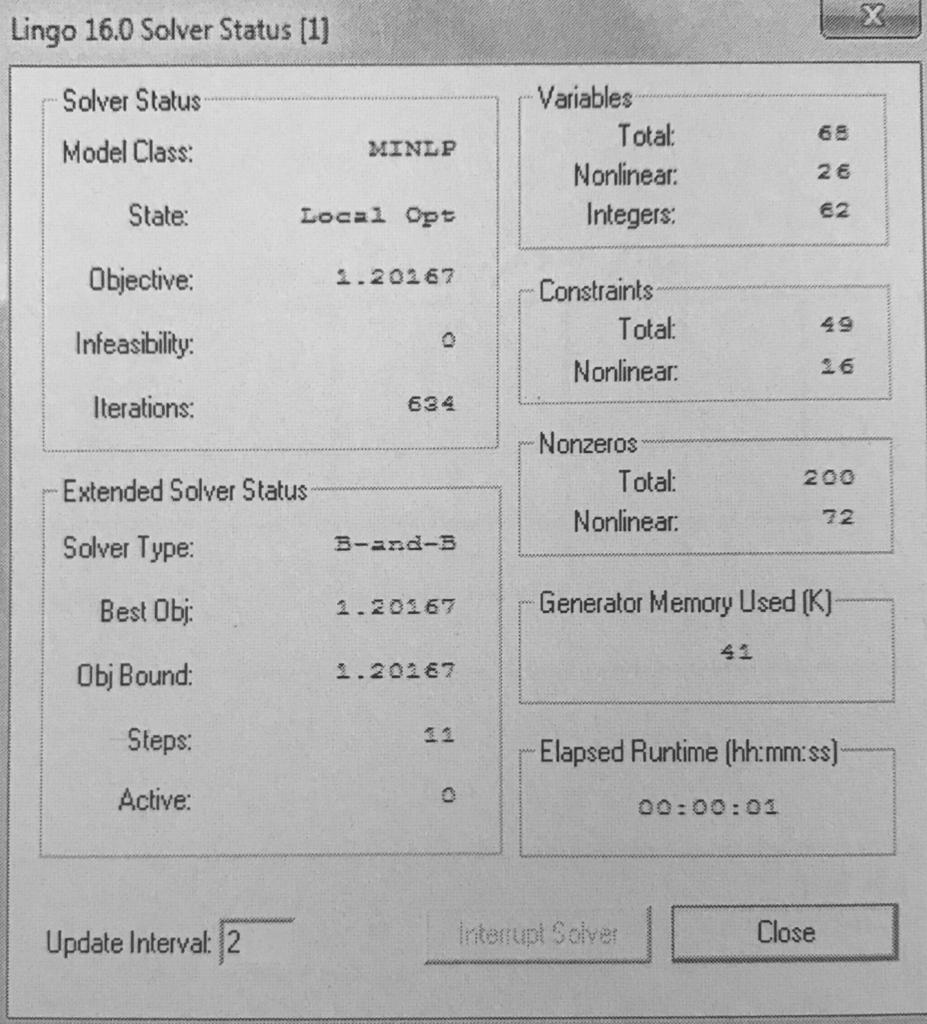 Lingo 16.0 Solver Status [1]
X
Solver Status
Model Class: MINLP
State: Local Opt
Objective: 1.20167
Infeasibility: 0
Iterations: 634
Extended Solver Status
Solver Type: B-and-B
Best Obj: 1.20167
Obj Bound: 1.20167
Steps: 11
Active: 0
Variables
Total: 68
Nonlinear: 26
Integers: 62
Constraints
Total: 49
Nonlinear: 16
Nonzeros
Total: 200
Nonlinear: 72
Generator Memory Used (K)
41
Elapsed Runtime (hh:mm:ss)
00:00:01
Update Interval: 2
Interrupt Solver
Close